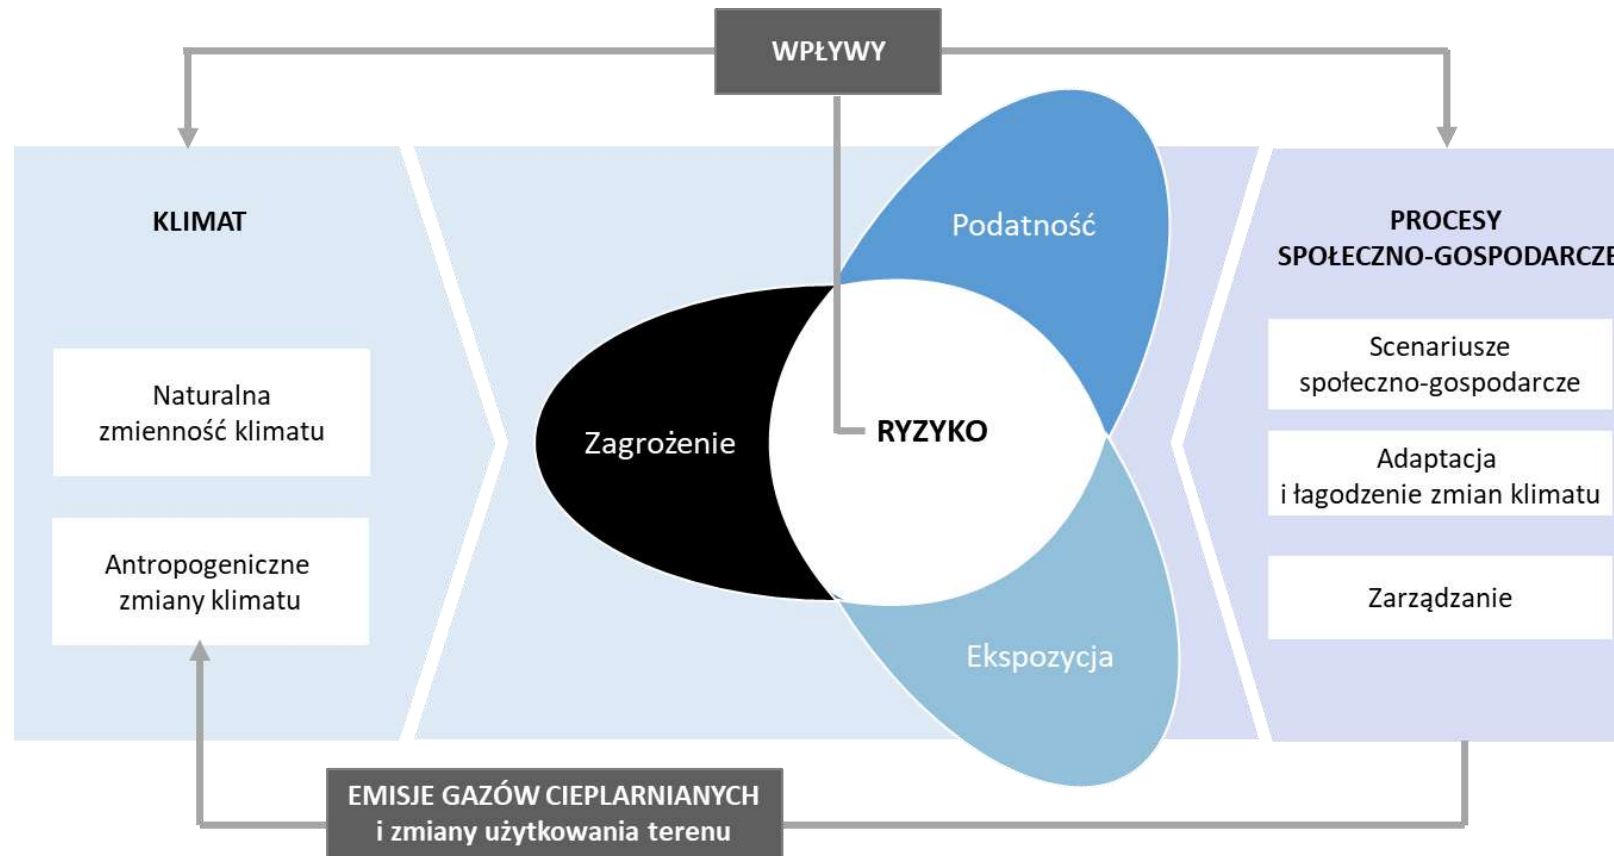 WPŁYWY
KLIMAT
Naturalna
zmienność klimatu
Antropogeniczne
zmiany klimatu
Podatność
Zagrożenie
RYZYKO
Ekspozycja
PROCESY
SPOŁECZNO-GOSPODARCZE
Scenariusze
społeczno-gospodarcze
Adaptacja
i łagodzenie zmian klimatu
Zarządzanie
EMISJE GAZÓW CIEPLARNIANYCH
i zmiany użytkowania terenu